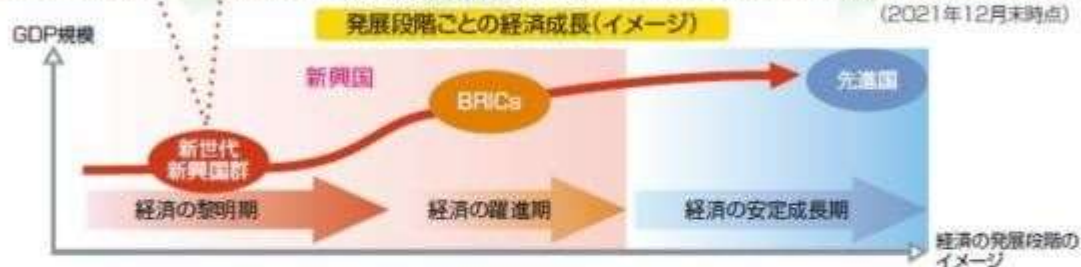 発展段階ごとの経済成長(イメージ)
(2021年12月末時点)
GDP規模
新興国
BRICs
先進国
新世代
新興国群
経済の黎明期
経済の躍進期
経済の安定成長期
経済の発展段階の
イメージ